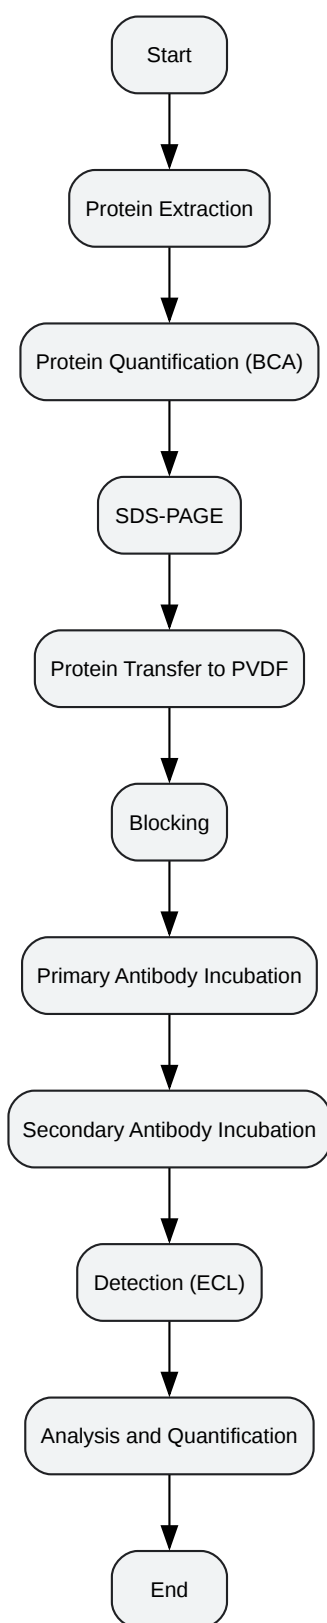 Start
Protein Extraction
Protein Quantification (BCA)
SDS-PAGE
Protein Transfer to PVDF
Blocking
Primary Antibody Incubation
Secondary Antibody Incubation
Detection (ECL)
Analysis and Quantification
End